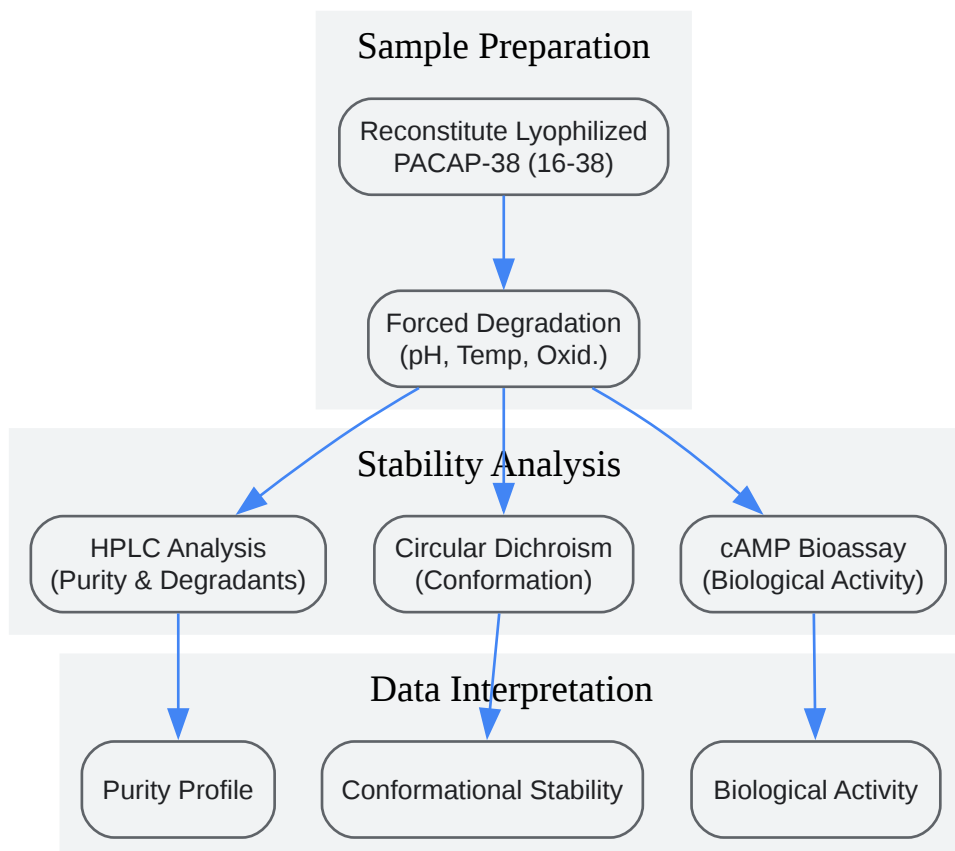 Sample Preparation
Reconstitute Lyophilized
PACAP-38 (16-38)
Forced Degradation
(pH, Temp, Oxid.)
Stability Analysis
HPLC Analysis
(Purity & Degradants)
Circular Dichroism
(Conformation)
cAMP Bioassay
(Biological Activity)
Data Interpretation
Purity Profile
Conformational Stability
Biological Activity